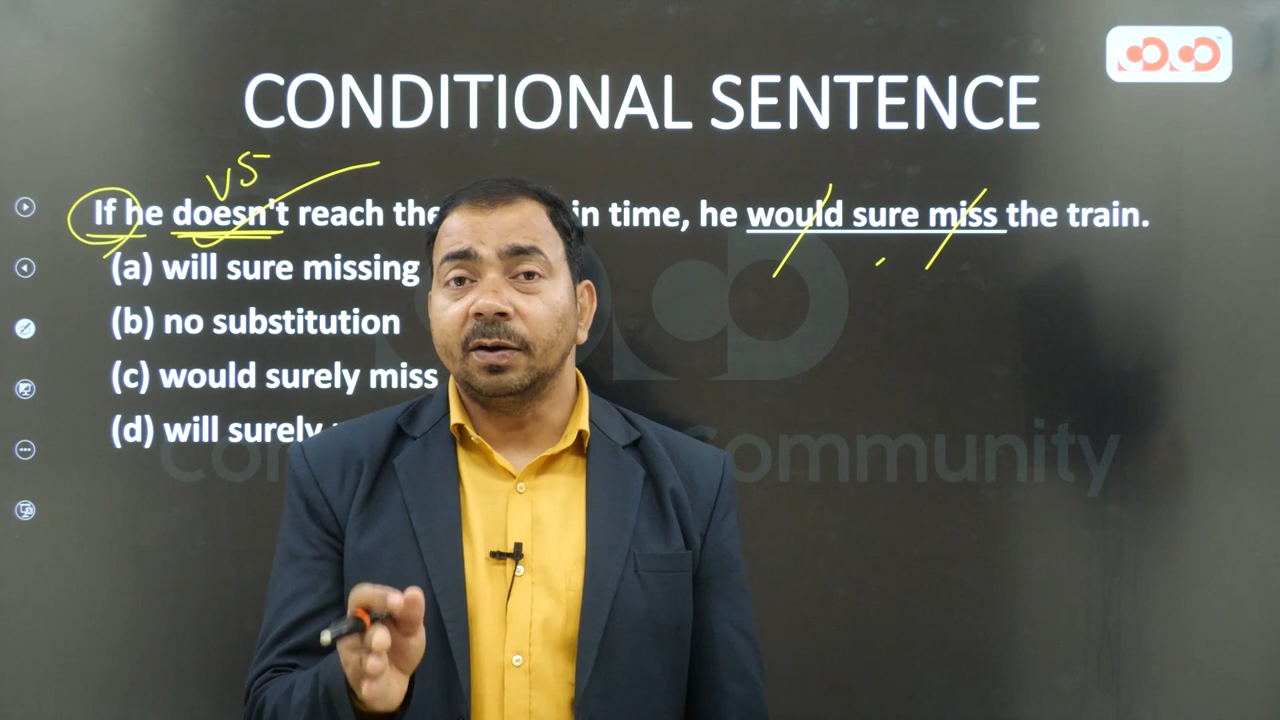 CONDITIONAL SENTENCE
V5
If he doesn't reach the in time, he would sure miss the train.
(a) will sure missing
(b) no substitution
(c) would surely miss
(d) will surely
Community